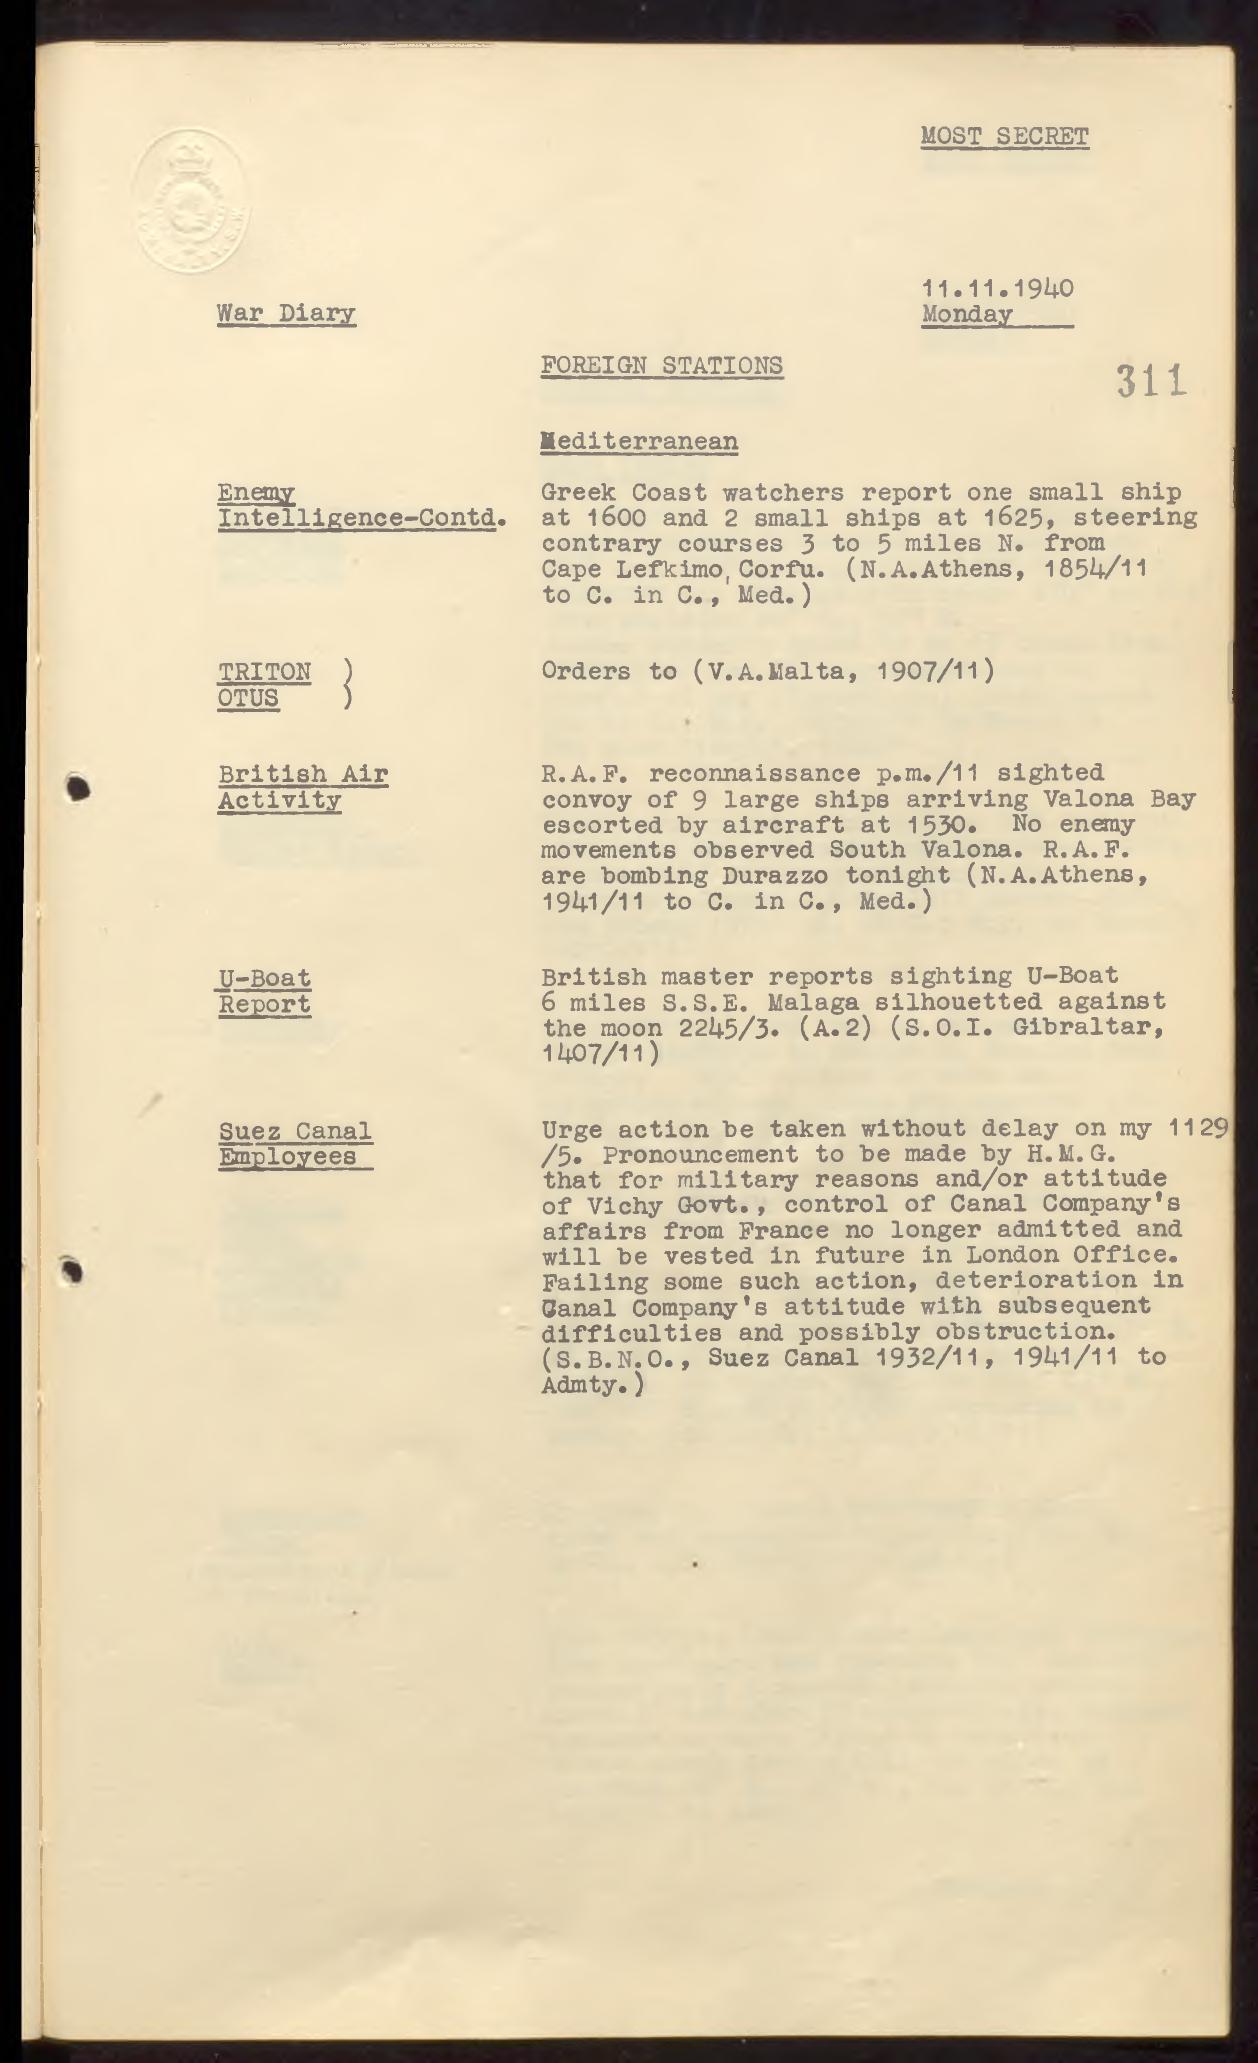 MOST SECRET
11.11.1940
War Diary
Monday
FOREIGN STATIONS
311
Mediterranean
Enemy
Intelligence-Contd.
Greek Coast watchers report one small ship
at 1600 and 2 small ships at 1625, steering
contrary courses 3 to 5 miles N. from
Cape Lefkimo, Corfu. (N.A.Athens, 1854/11
to C. in C., Med.)
TRITON )
OTUS )
Orders to (V.A.Malta, 1907/11)
British Air
Activity
R.A.F. reconnaissance p.m./11 sighted
convoy of 9 large ships arriving Valona Bay
escorted by aircraft at 1530. No enemy
movements observed South Valona. R.A.F.
are bombing Durazzo tonight (N.A.Athens,
1941/11 to C. in C., Med.)
U-Boat
Report
British master reports sighting U-Boat
6 miles S.S.E. Malaga silhouetted against
the moon 2245/3. (A.2) (S.O.I. Gibraltar,
1407/11)
Suez Canal
Employees
Urge action be taken without delay on my 1129
/5. Pronouncement to be made by H.M.G.
that for military reasons and/or attitude
of Vichy Govt., control of Canal Company's
affairs from France no longer admitted and
will be vested in future in London Office.
Failing some such action, deterioration in
Canal Company's attitude with subsequent
difficulties and possibly obstruction.
(S.B.N.O., Suez Canal 1932/11, 1941/11 to
Admty.)